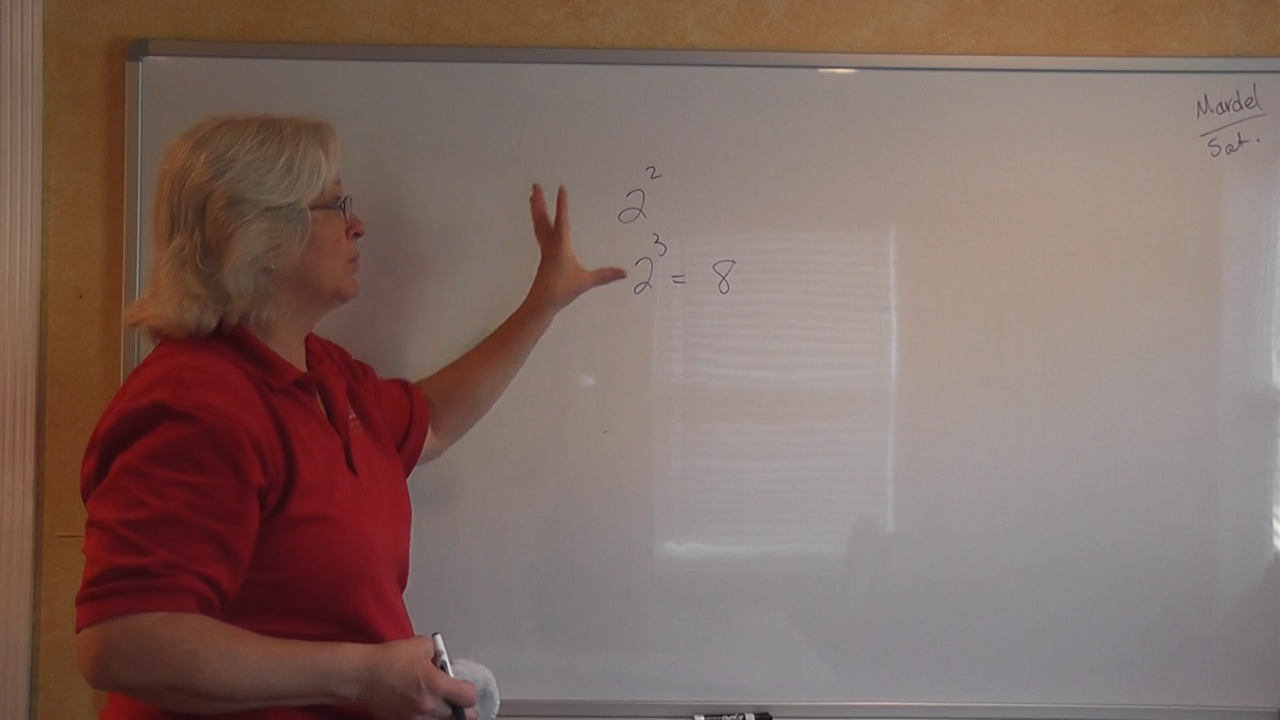 Mardel
Sat.
2²
2³ = 8